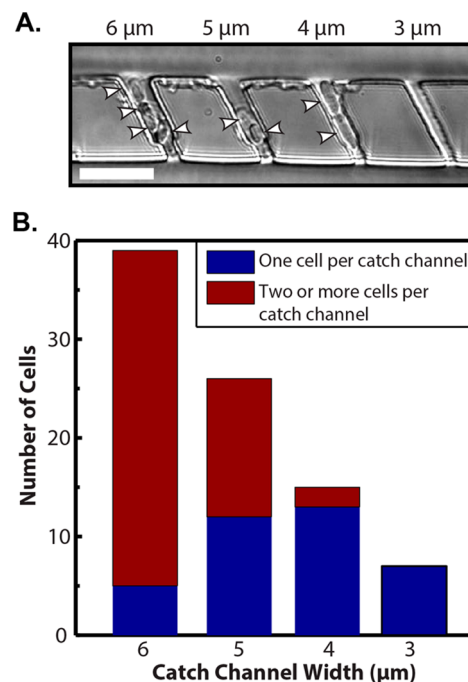 A.
6 μm 5 μm 4 μm 3 μm
B.
40
30
20
10
0
Number of Cells
One cell per catch channel
Two or more cells per
catch channel
6 5 4 3
Catch Channel Width (μm)